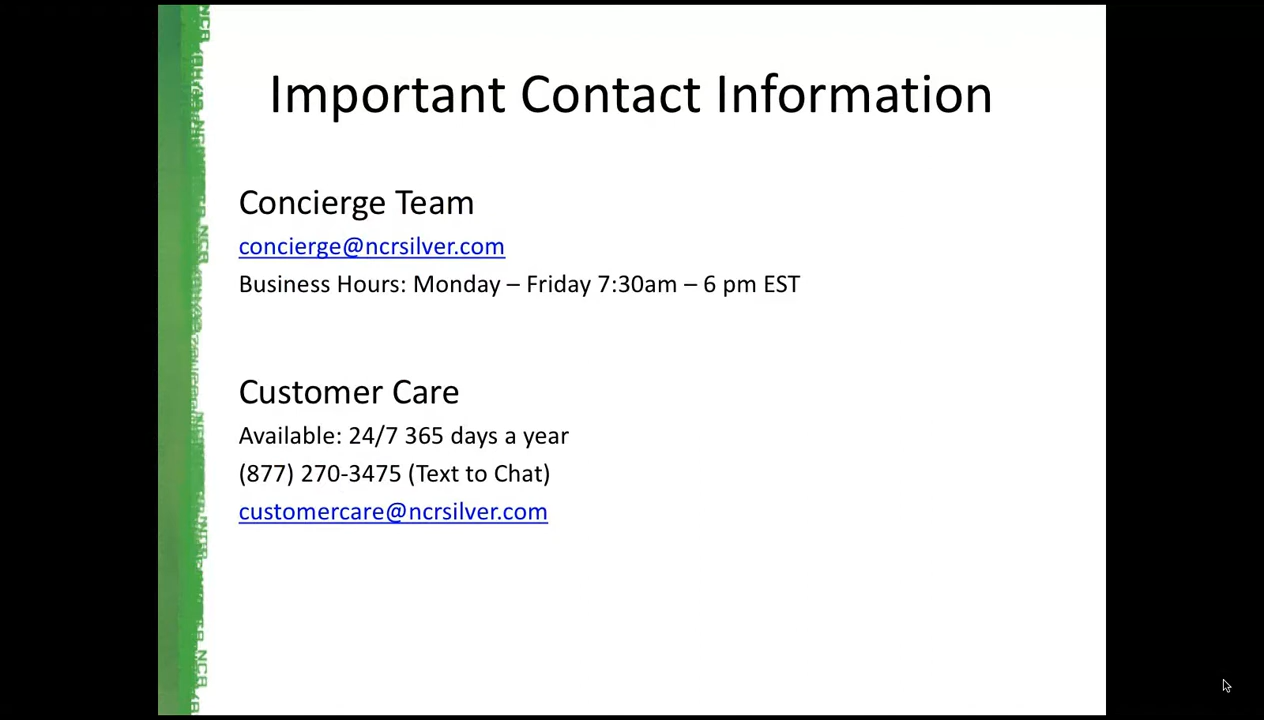 Important Contact Information
Concierge Team
concierge@ncrsilver.com
Business Hours: Monday – Friday 7:30am – 6 pm EST
Customer Care
Available: 24/7 365 days a year
(877) 270-3475 (Text to Chat)
customercare@ncrsilver.com